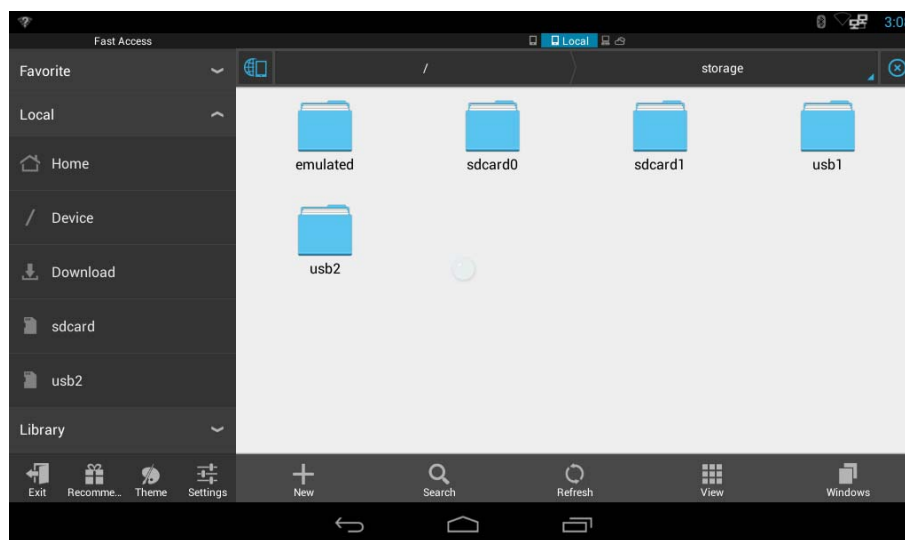 3:08
Fast Access
Local
Favorite
/
storage
Local
Home
/ Device
Download
sdcard
usb2
Library
emulated
sdcard0
sdcard1
usb1
usb2
Exit
Recomme...
Theme
Settings
New
Search
Refresh
View
Windows